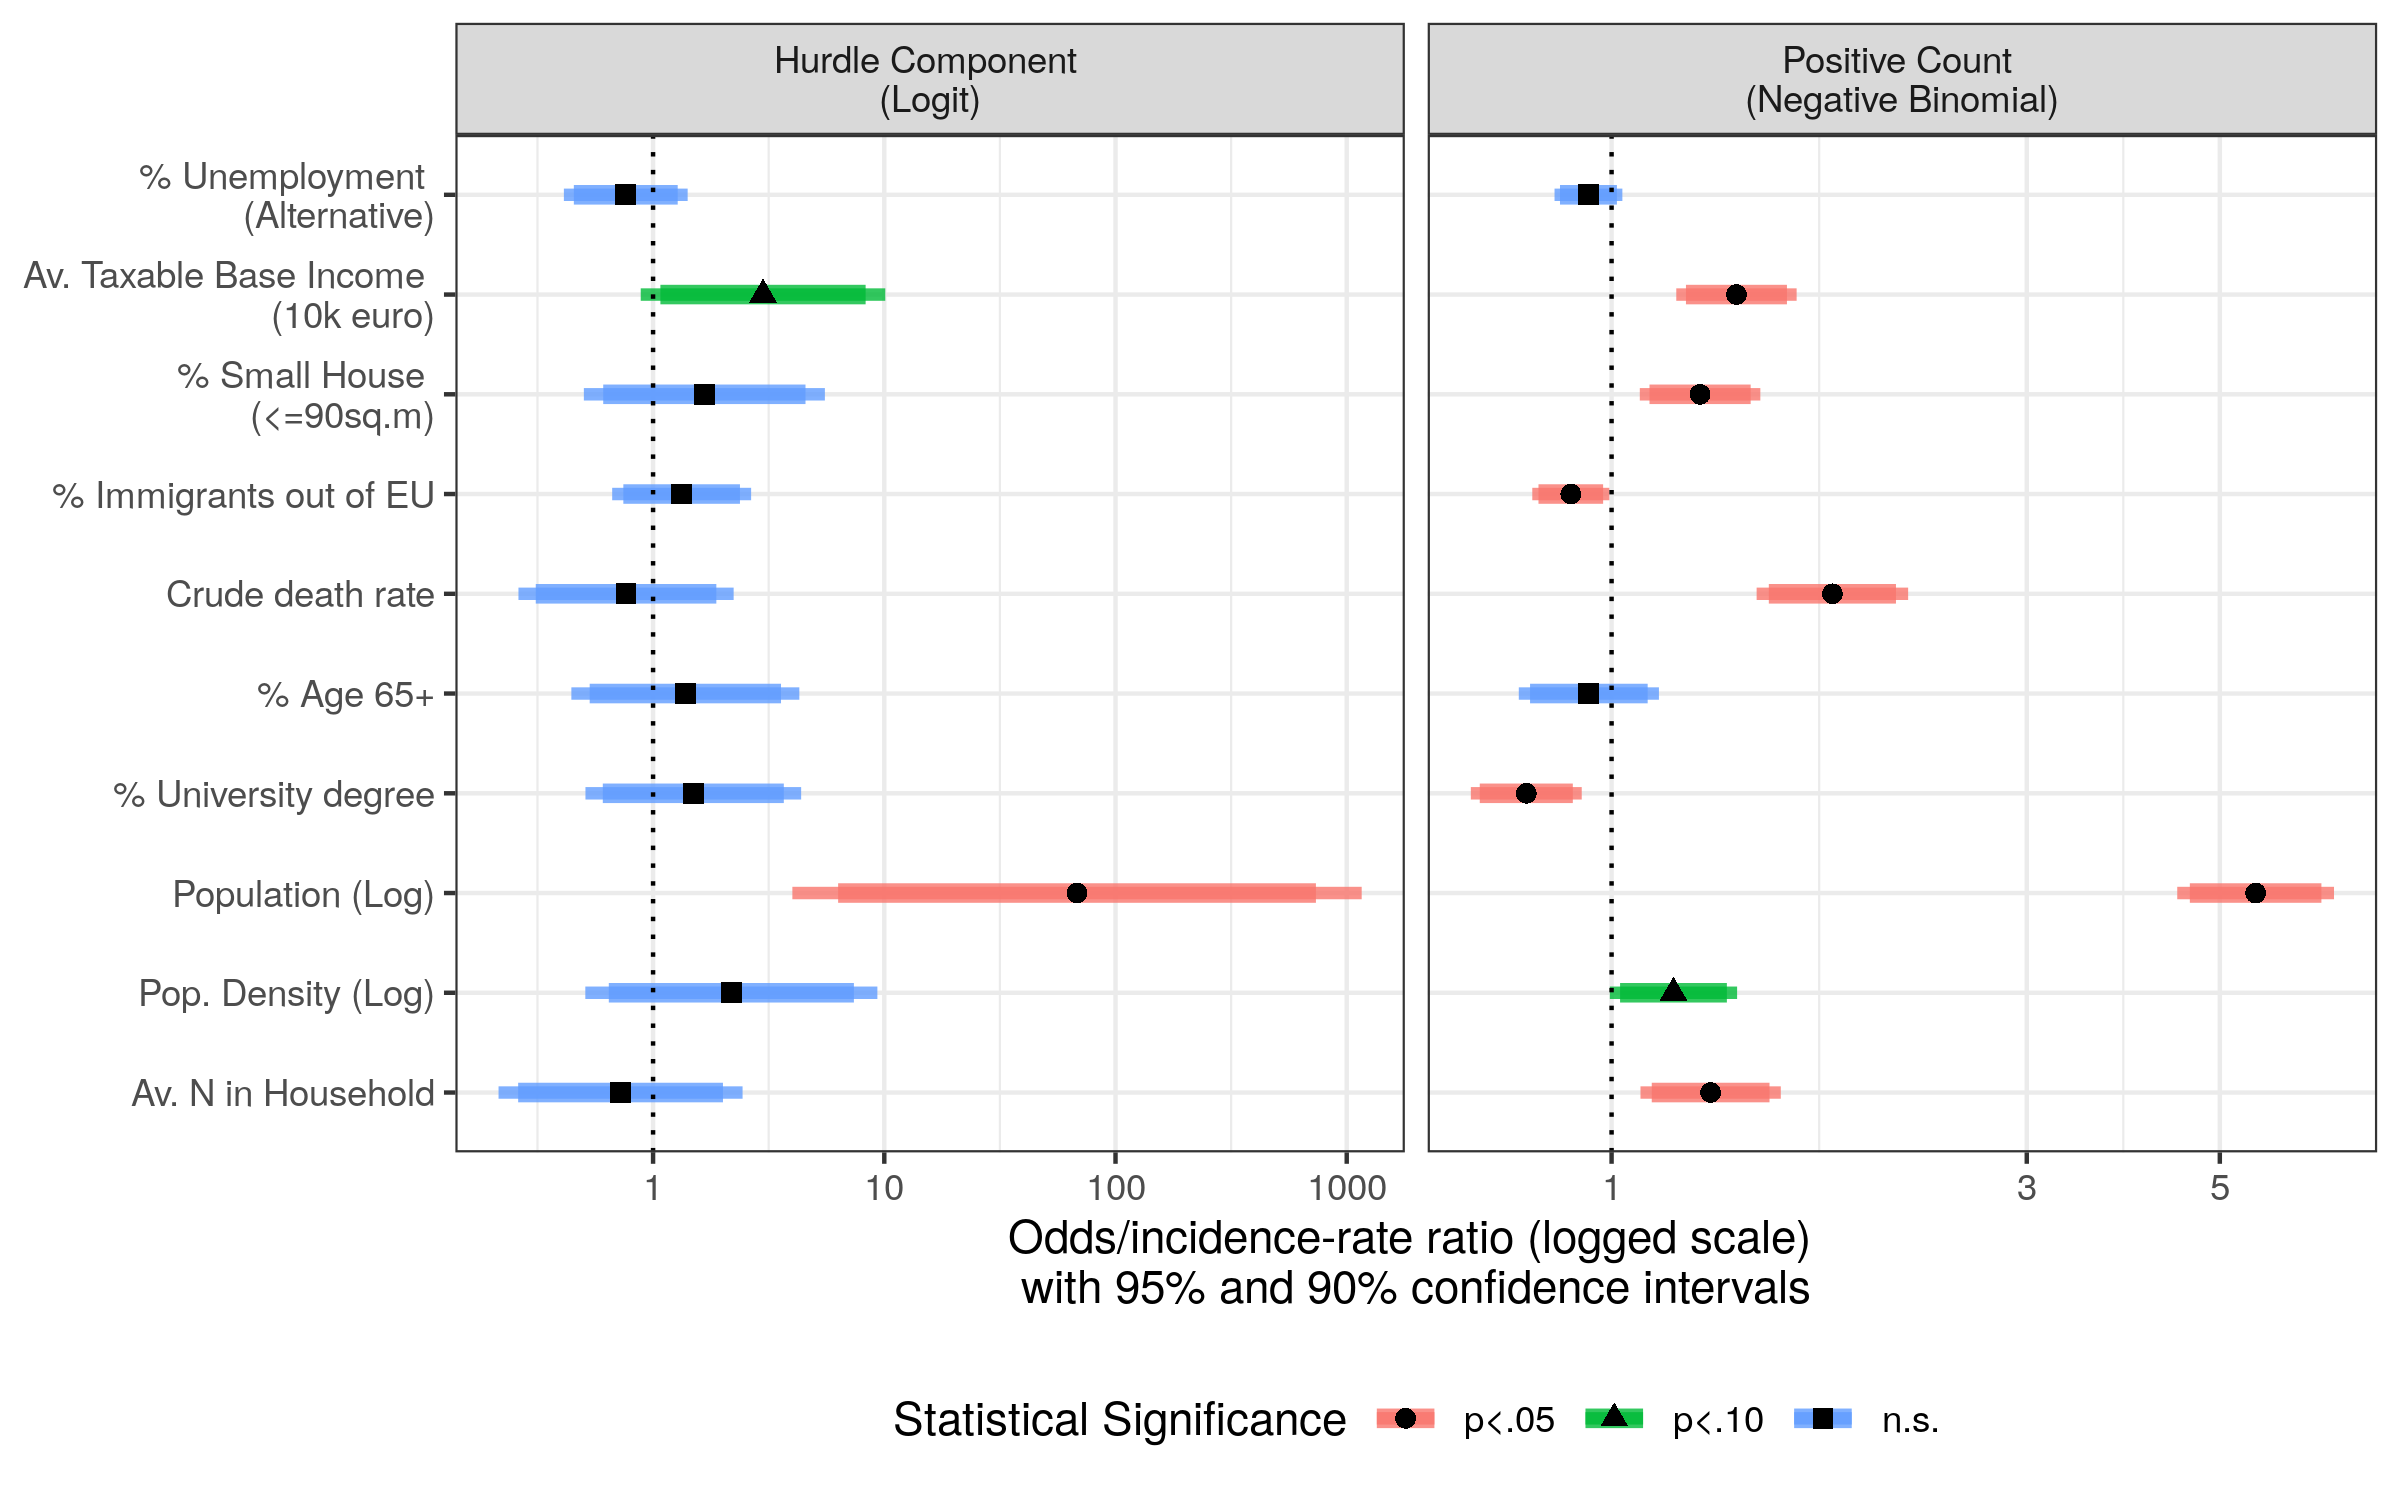 Hurdle Component
(Logit)
Positive Count
(Negative Binomial)
% Unemployment
(Alternative)
Av. Taxable Base Income
(10k euro)
% Small House
(<=90sq.m)
% Immigrants out of EU
Crude death rate
% Age 65+
% University degree
Population (Log)
Pop. Density (Log)
Av. N in Household
1 10 100 1000
1 3 5
Odds/incidence-rate ratio (logged scale)
with 95% and 90% confidence intervals
Statistical Significance p<.05 p<.10 n.s.